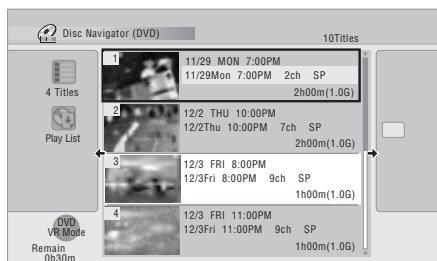 Disc Navigator (DVD)
10Titles
4 Titles
Play List
DVD
VR Mode
Remain
0h30m
1
11/29 MON 7:00PM
11/29Mon 7:00PM 2ch SP
2h00m(1.0G)
2
12/2 THU 10:00PM
12/2Thu 10:00PM 7ch SP
2h00m(1.0G)
3
12/3 FRI 8:00PM
12/3Fri 8:00PM 9ch SP
1h00m(1.0G)
4
12/3 FRI 11:00PM
12/3Fri 11:00PM 9ch SP
1h00m(1.0G)